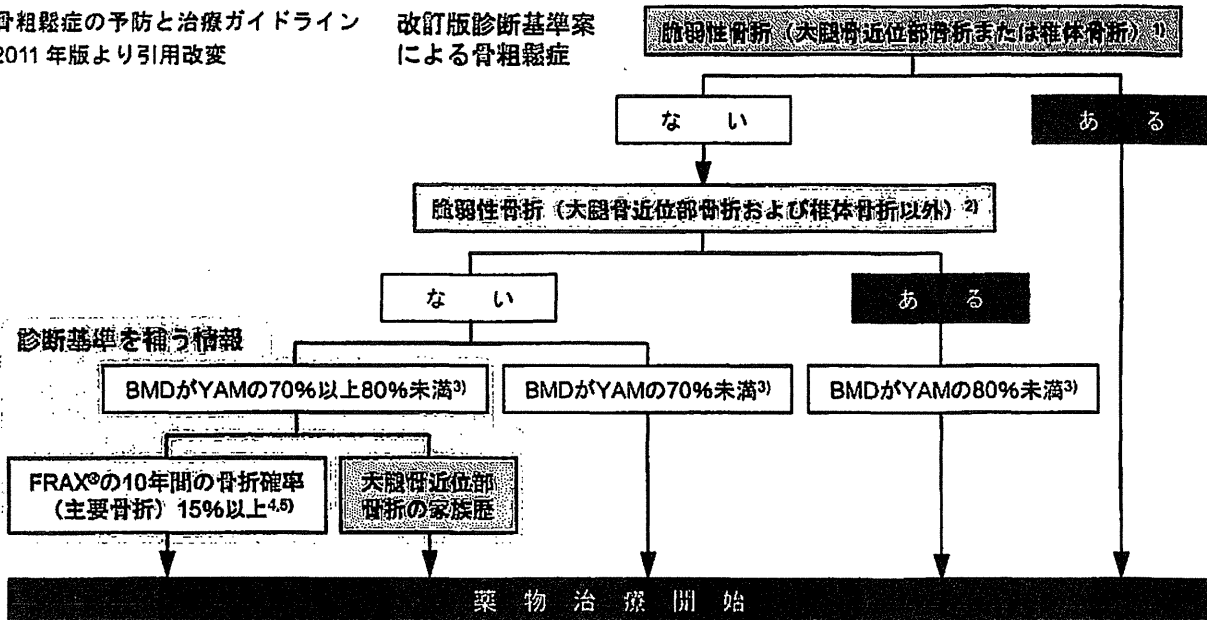 骨粗鬆症の予防と治療ガイドライン
2011 年版より引用改変
改訂版診断基準案
による骨粗鬆症
脆弱性骨折（大腿骨近位部骨折または椎体骨折）1)
な い
あ る
脆弱性骨折（大腿骨近位部骨折および椎体骨折以外）2)
な い
あ る
診断基準を補う情報
BMDがYAMの70%以上80%未満3)
BMDがYAMの70%未満3)
BMDがYAMの80%未満3)
FRAX®の10年間の骨折確率
（主要骨折）15%以上4,5)
大腿骨近位部
骨折の家族歴
薬 物 治 療 開 始